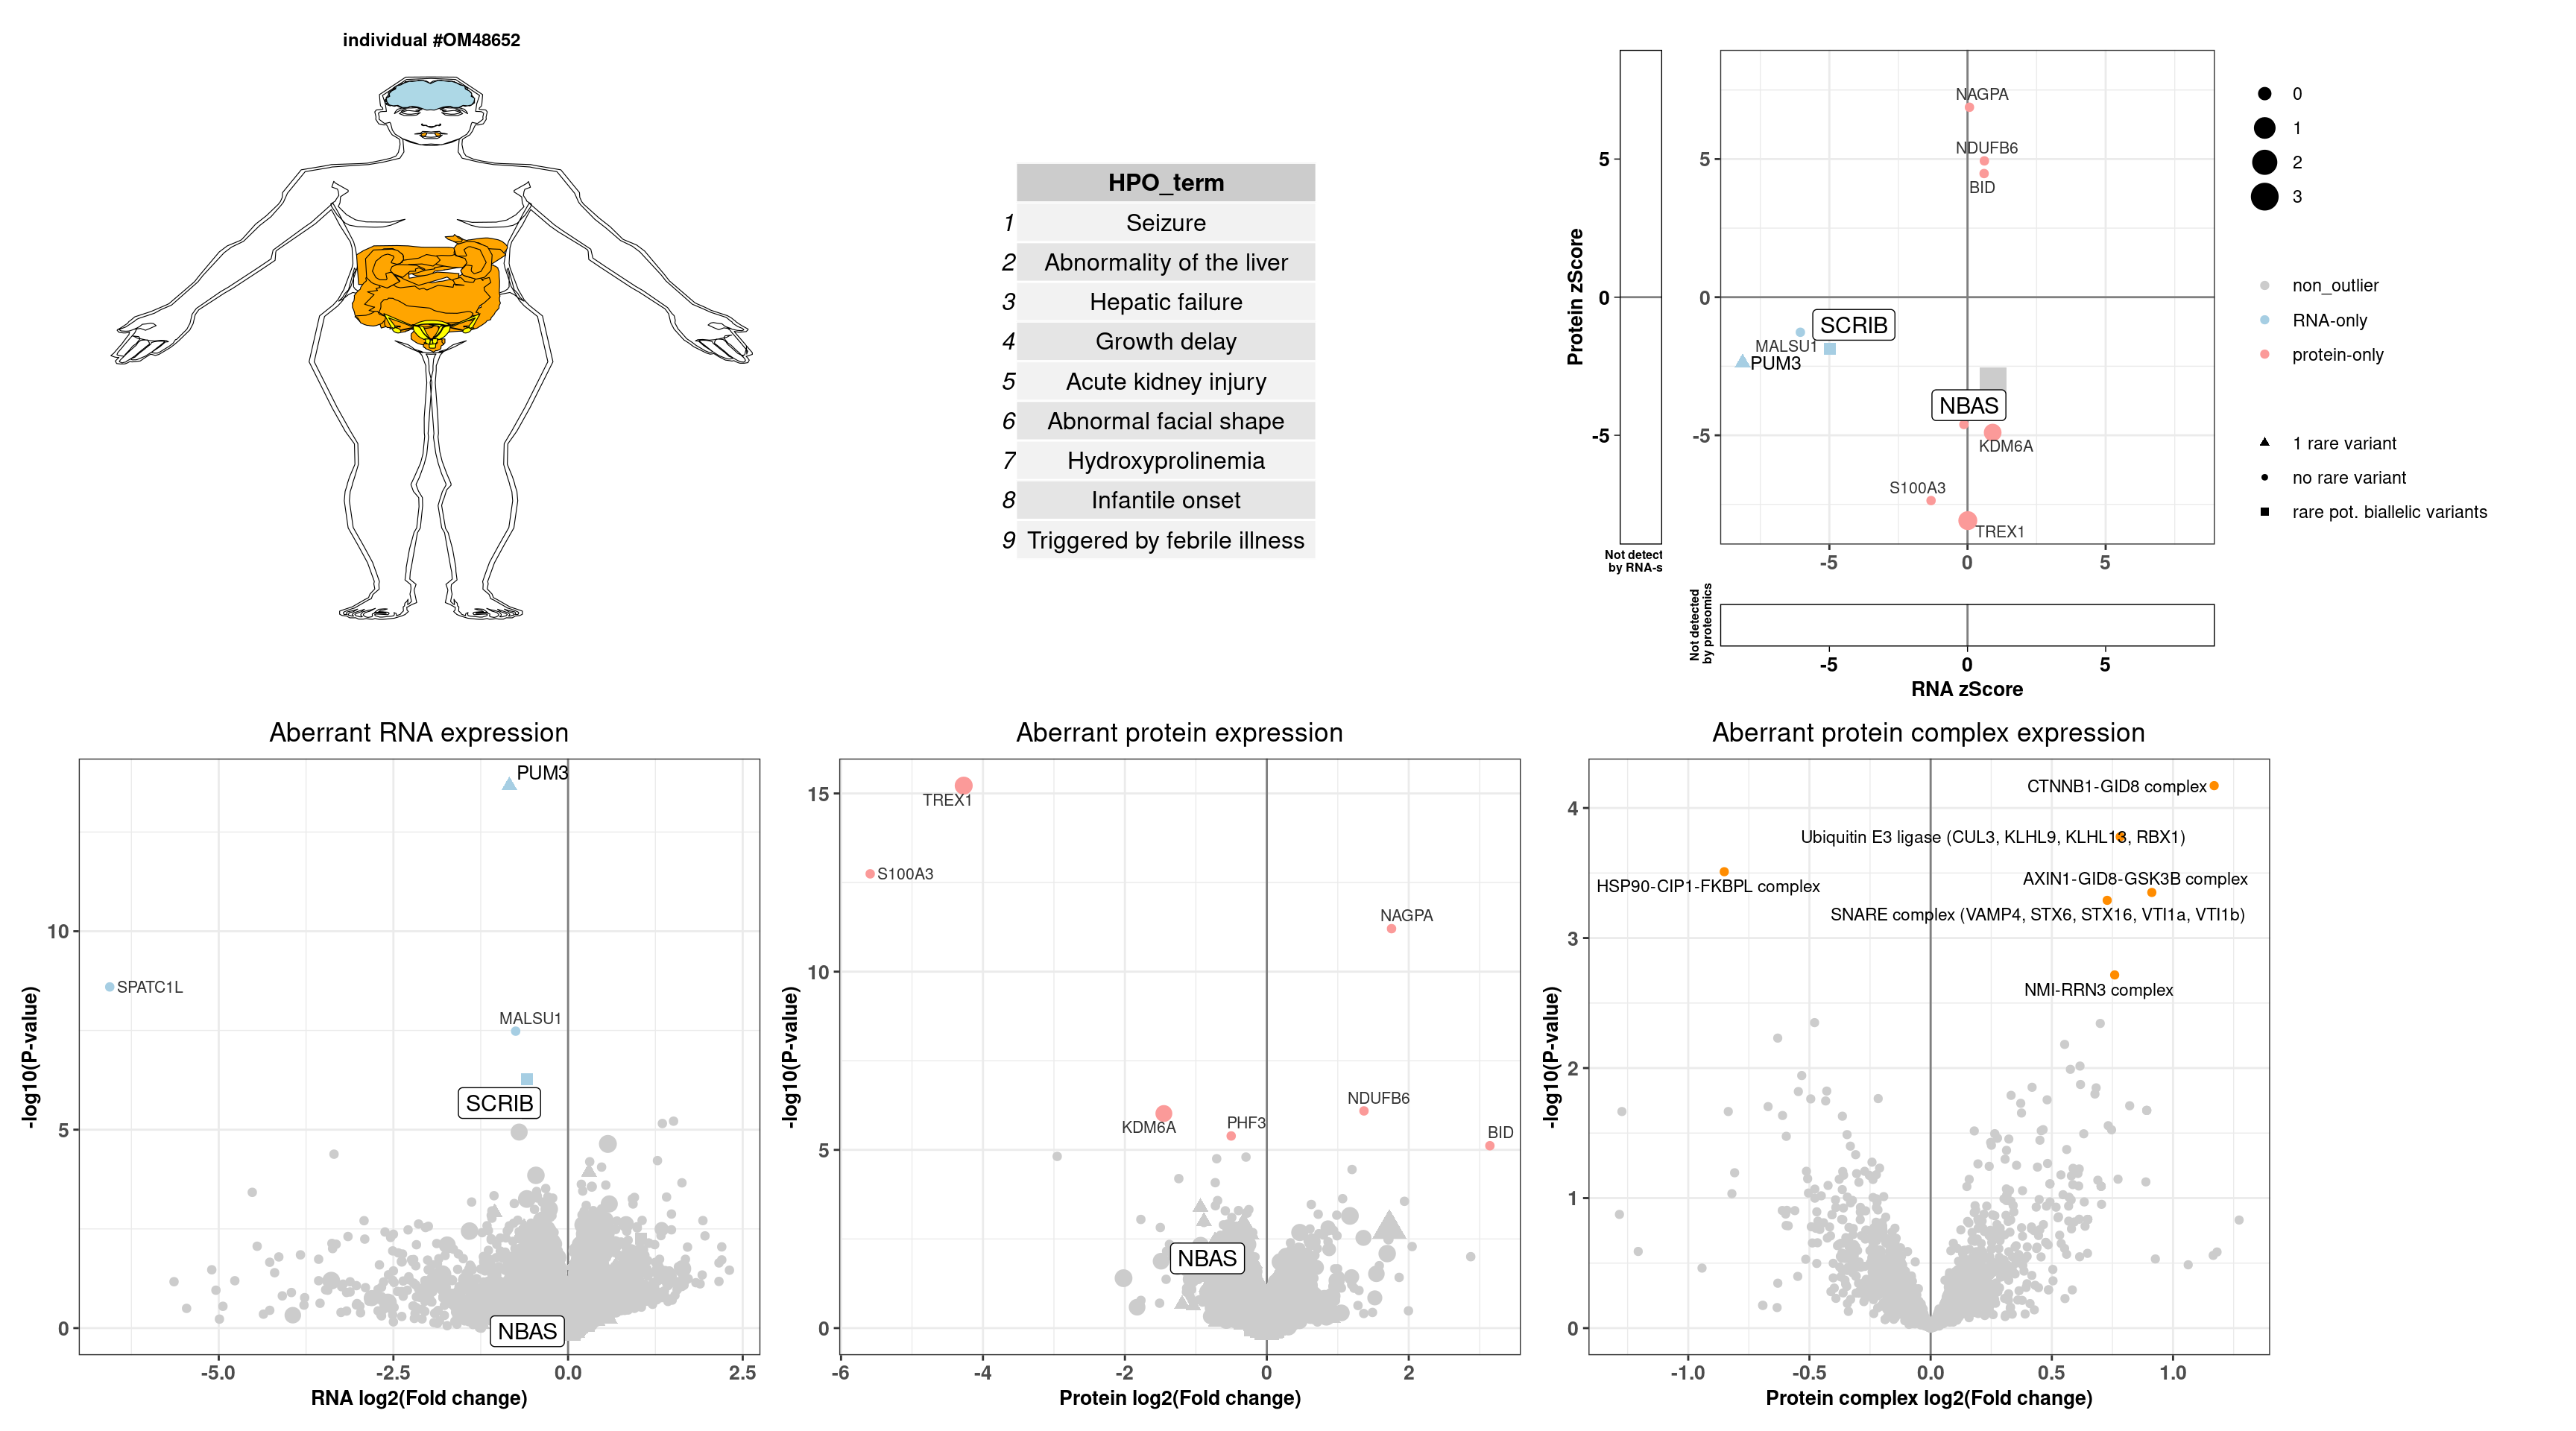 individual #OM48652
HPO_term
1 Seizure
2 Abnormality of the liver
3 Hepatic failure
4 Growth delay
5 Acute kidney injury
6 Abnormal facial shape
7 Hydroxyprolinemia
8 Infantile onset
9 Triggered by febrile illness
Protein zScore
5
0
-5
Not detect
by RNA-s
5
0
-5
NAGPA
NDUFB6
BID
SCRIB
MALSU1
PUM3
NBAS
KDM6A
S100A3
TREX1
-5 0 5
Not detected
by proteomics
-5 0 5
RNA zScore
0
1
2
3
non_outlier
RNA-only
protein-only
1 rare variant
no rare variant
rare pot. biallelic variants
Aberrant RNA expression
-log10(P-value)
10
5
0
PUM3
SPATC1L
MALSU1
SCRIB
NBAS
-5.0 -2.5 0.0 2.5
RNA log2(Fold change)
Aberrant protein expression
-log10(P-value)
15
10
5
0
TREX1
S100A3
NAGPA
NDUFB6
KDM6A
PHF3
BID
NBAS
-6 -4 -2 0 2
Protein log2(Fold change)
Aberrant protein complex expression
-log10(P-value)
4
3
2
1
0
CTNNB1-GID8 complex
Ubiquitin E3 ligase (CUL3, KLHL9, KLHL13, RBX1)
HSP90-CIP1-FKBPL complex
AXIN1-GID8-GSK3B complex
SNARE complex (VAMP4, STX6, STX16, VTI1a, VTI1b)
NMI-RRN3 complex
-1.0 -0.5 0.0 0.5 1.0
Protein complex log2(Fold change)